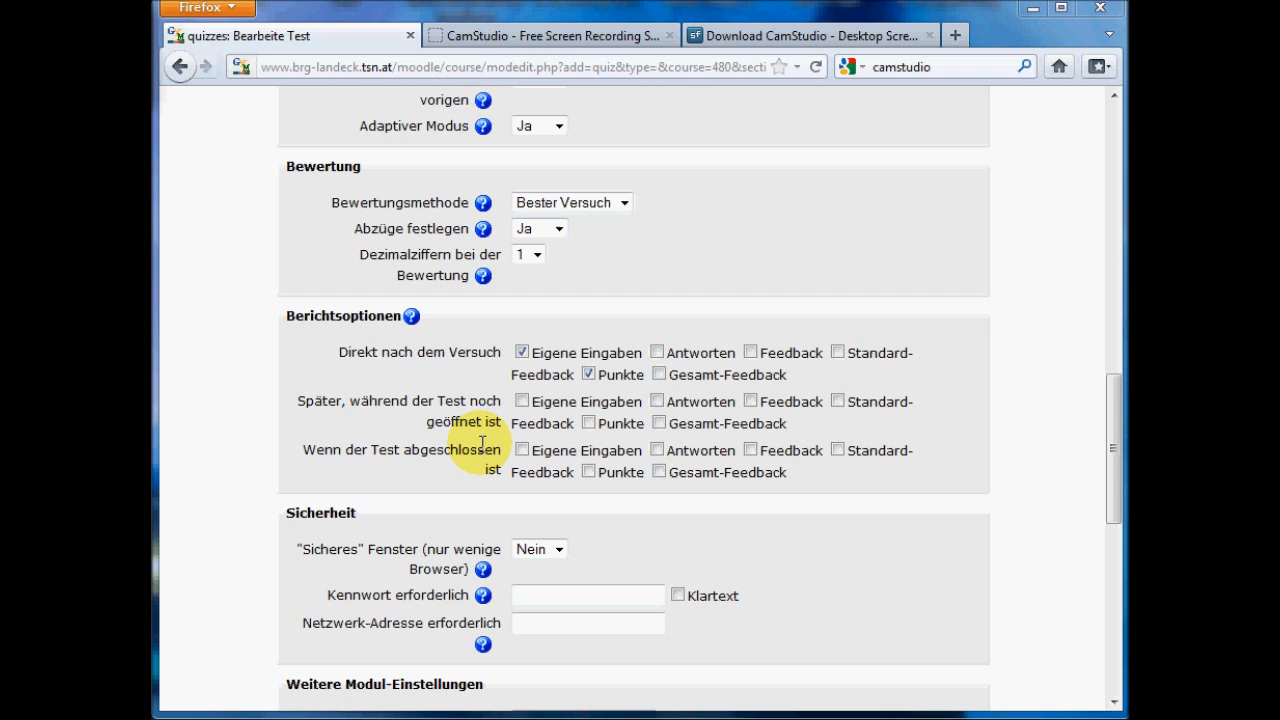 Firefox
quizzes: Bearbeite Test
CamStudio - Free Screen Recording S...
Download CamStudio - Desktop Scre...
www.brg-landeck.tsn.at/moodle/course/modedit.php?add=quiz&type=&course=480&secti
camstudio
vorigen
Adaptiver Modus Ja
Bewertung
Bewertungsmethode Bester Versuch
Abzüge festlegen Ja
Dezimalziffern bei der 1
Bewertung
Berichtsoptionen
Direkt nach dem Versuch Eigene Eingaben Antworten Feedback Standard-
Feedback Punkte Gesamt-Feedback
Später, während der Test noch Eigene Eingaben Antworten Feedback Standard-
geöffnet ist Feedback Punkte Gesamt-Feedback
Wenn der Test abgeschlossen Eigene Eingaben Antworten Feedback Standard-
ist Feedback Punkte Gesamt-Feedback
Sicherheit
"Sicheres" Fenster (nur wenige Nein
Browser)
Kennwort erforderlich Klartext
Netzwerk-Adresse erforderlich
Weitere Modul-Einstellungen